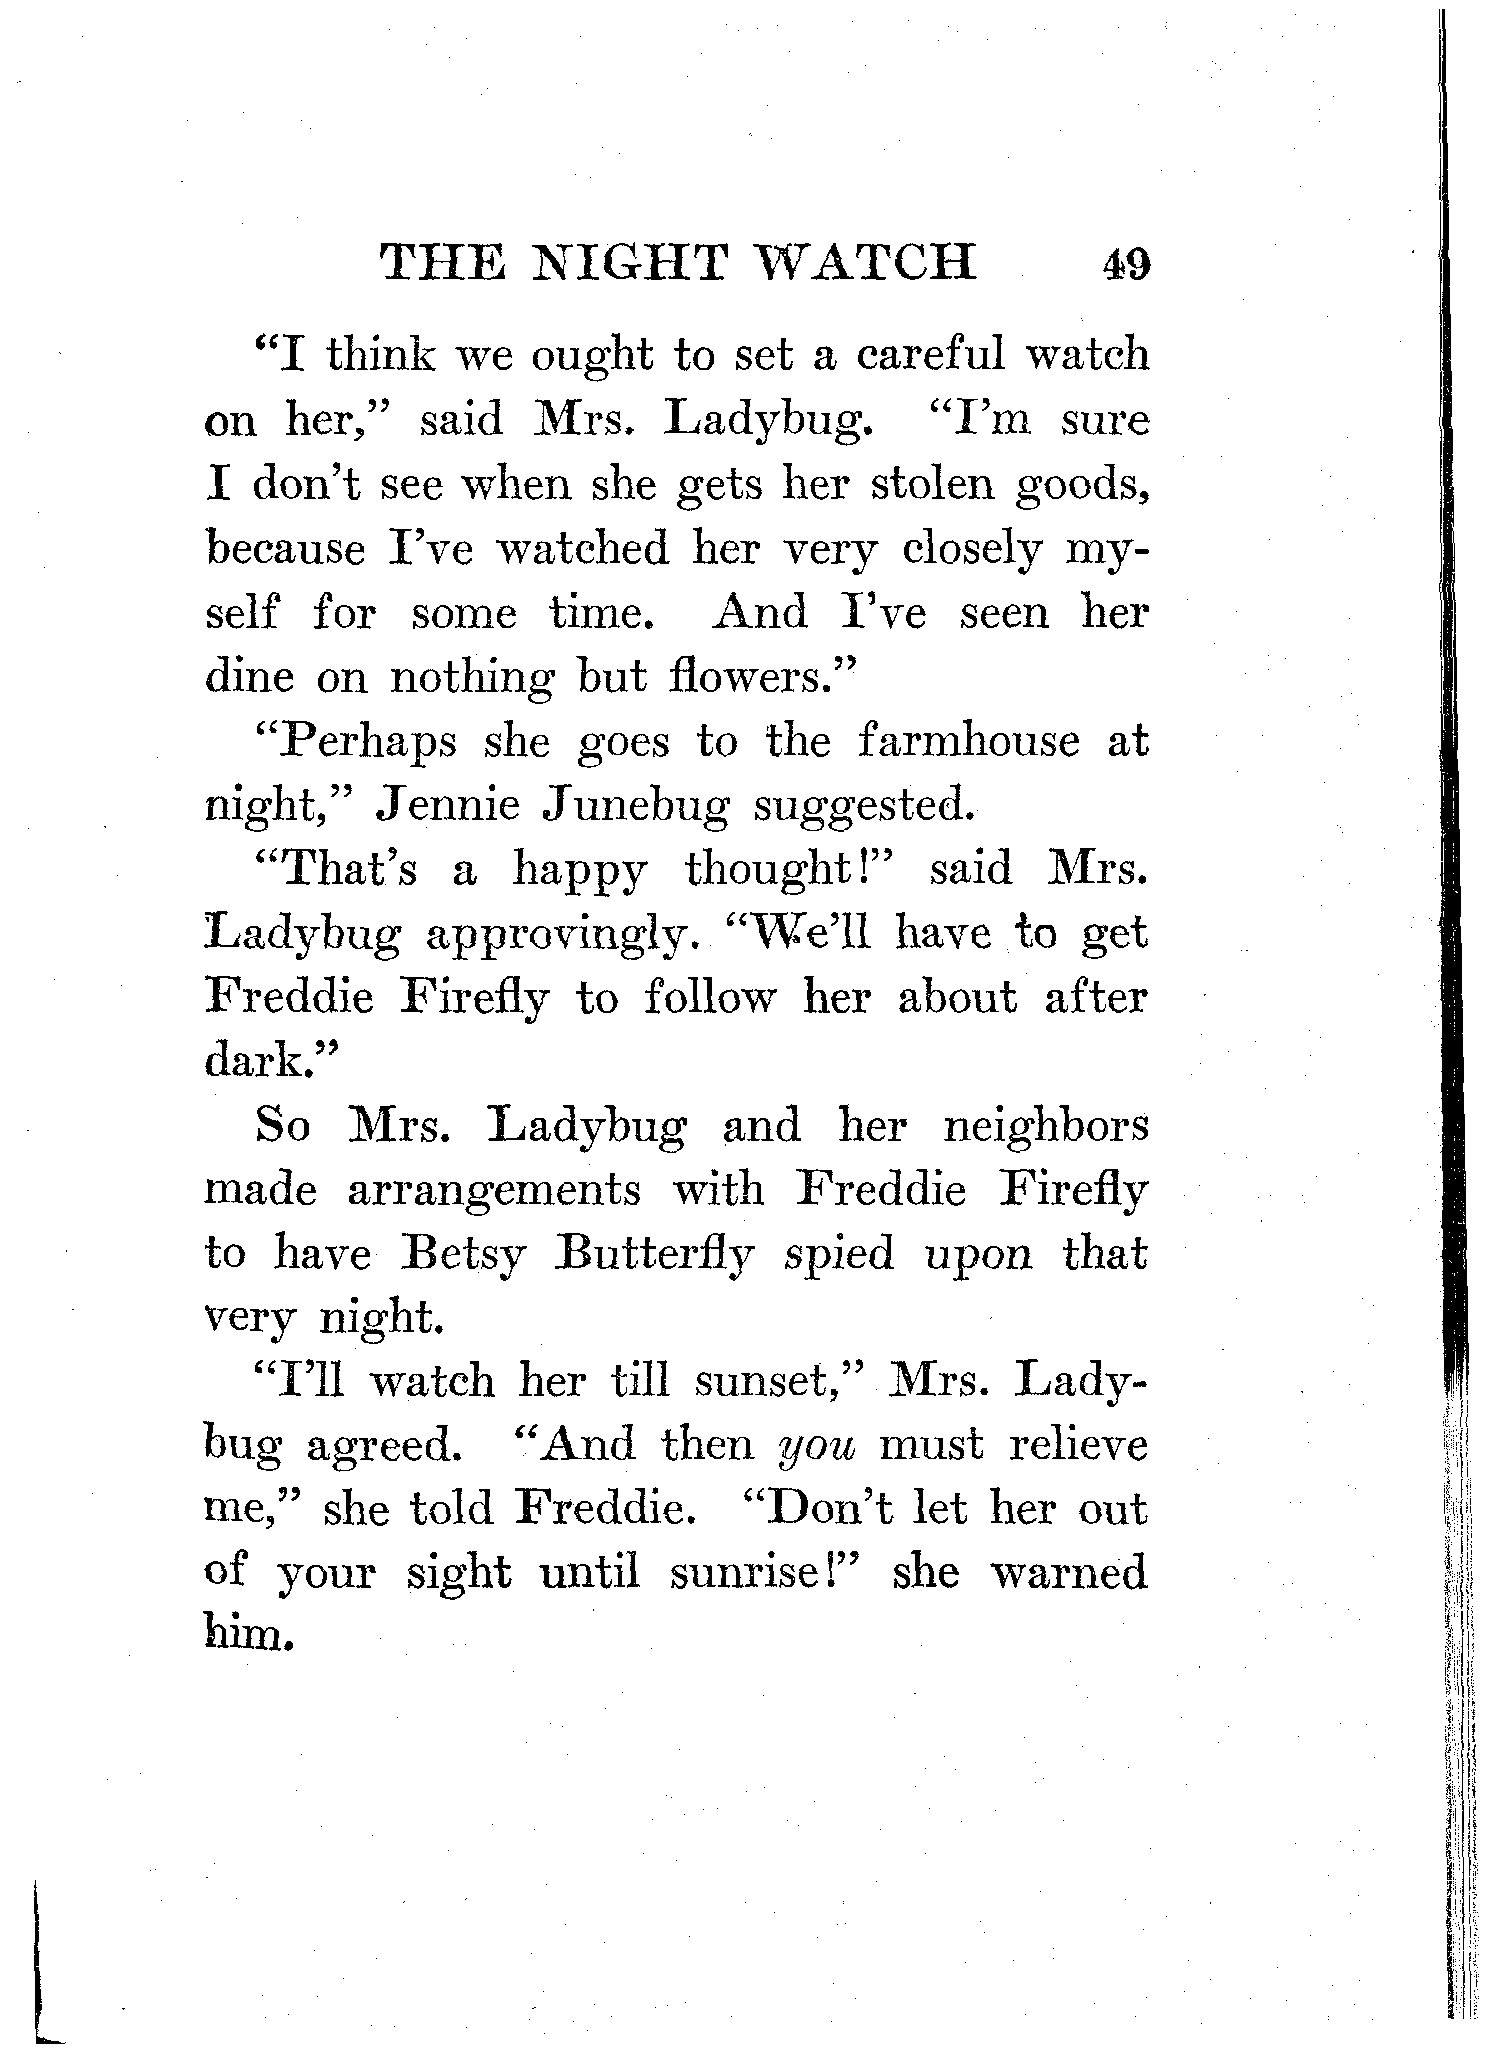 THE NIGHT WATCH 49
“I think we ought to set a careful watch
on her,” said Mrs. Ladybug. “I’m sure
I don’t see when she gets her stolen goods,
because I’ve watched her very closely my-
self for some time. And I’ve seen her
dine on nothing but flowers.”
“Perhaps she goes to the farmhouse at
night,” Jennie Junebug suggested.
“That’s a happy thought!” said Mrs.
Ladybug approvingly. “We’ll have to get
Freddie Firefly to follow her about after
dark.”
So Mrs. Ladybug and her neighbors
made arrangements with Freddie Firefly
to have Betsy Butterfly spied upon that
very night.
“I’ll watch her till sunset,” Mrs. Lady-
bug agreed. “And then you must relieve
me,” she told Freddie. “Don’t let her out
of your sight until sunrise!” she warned
him.